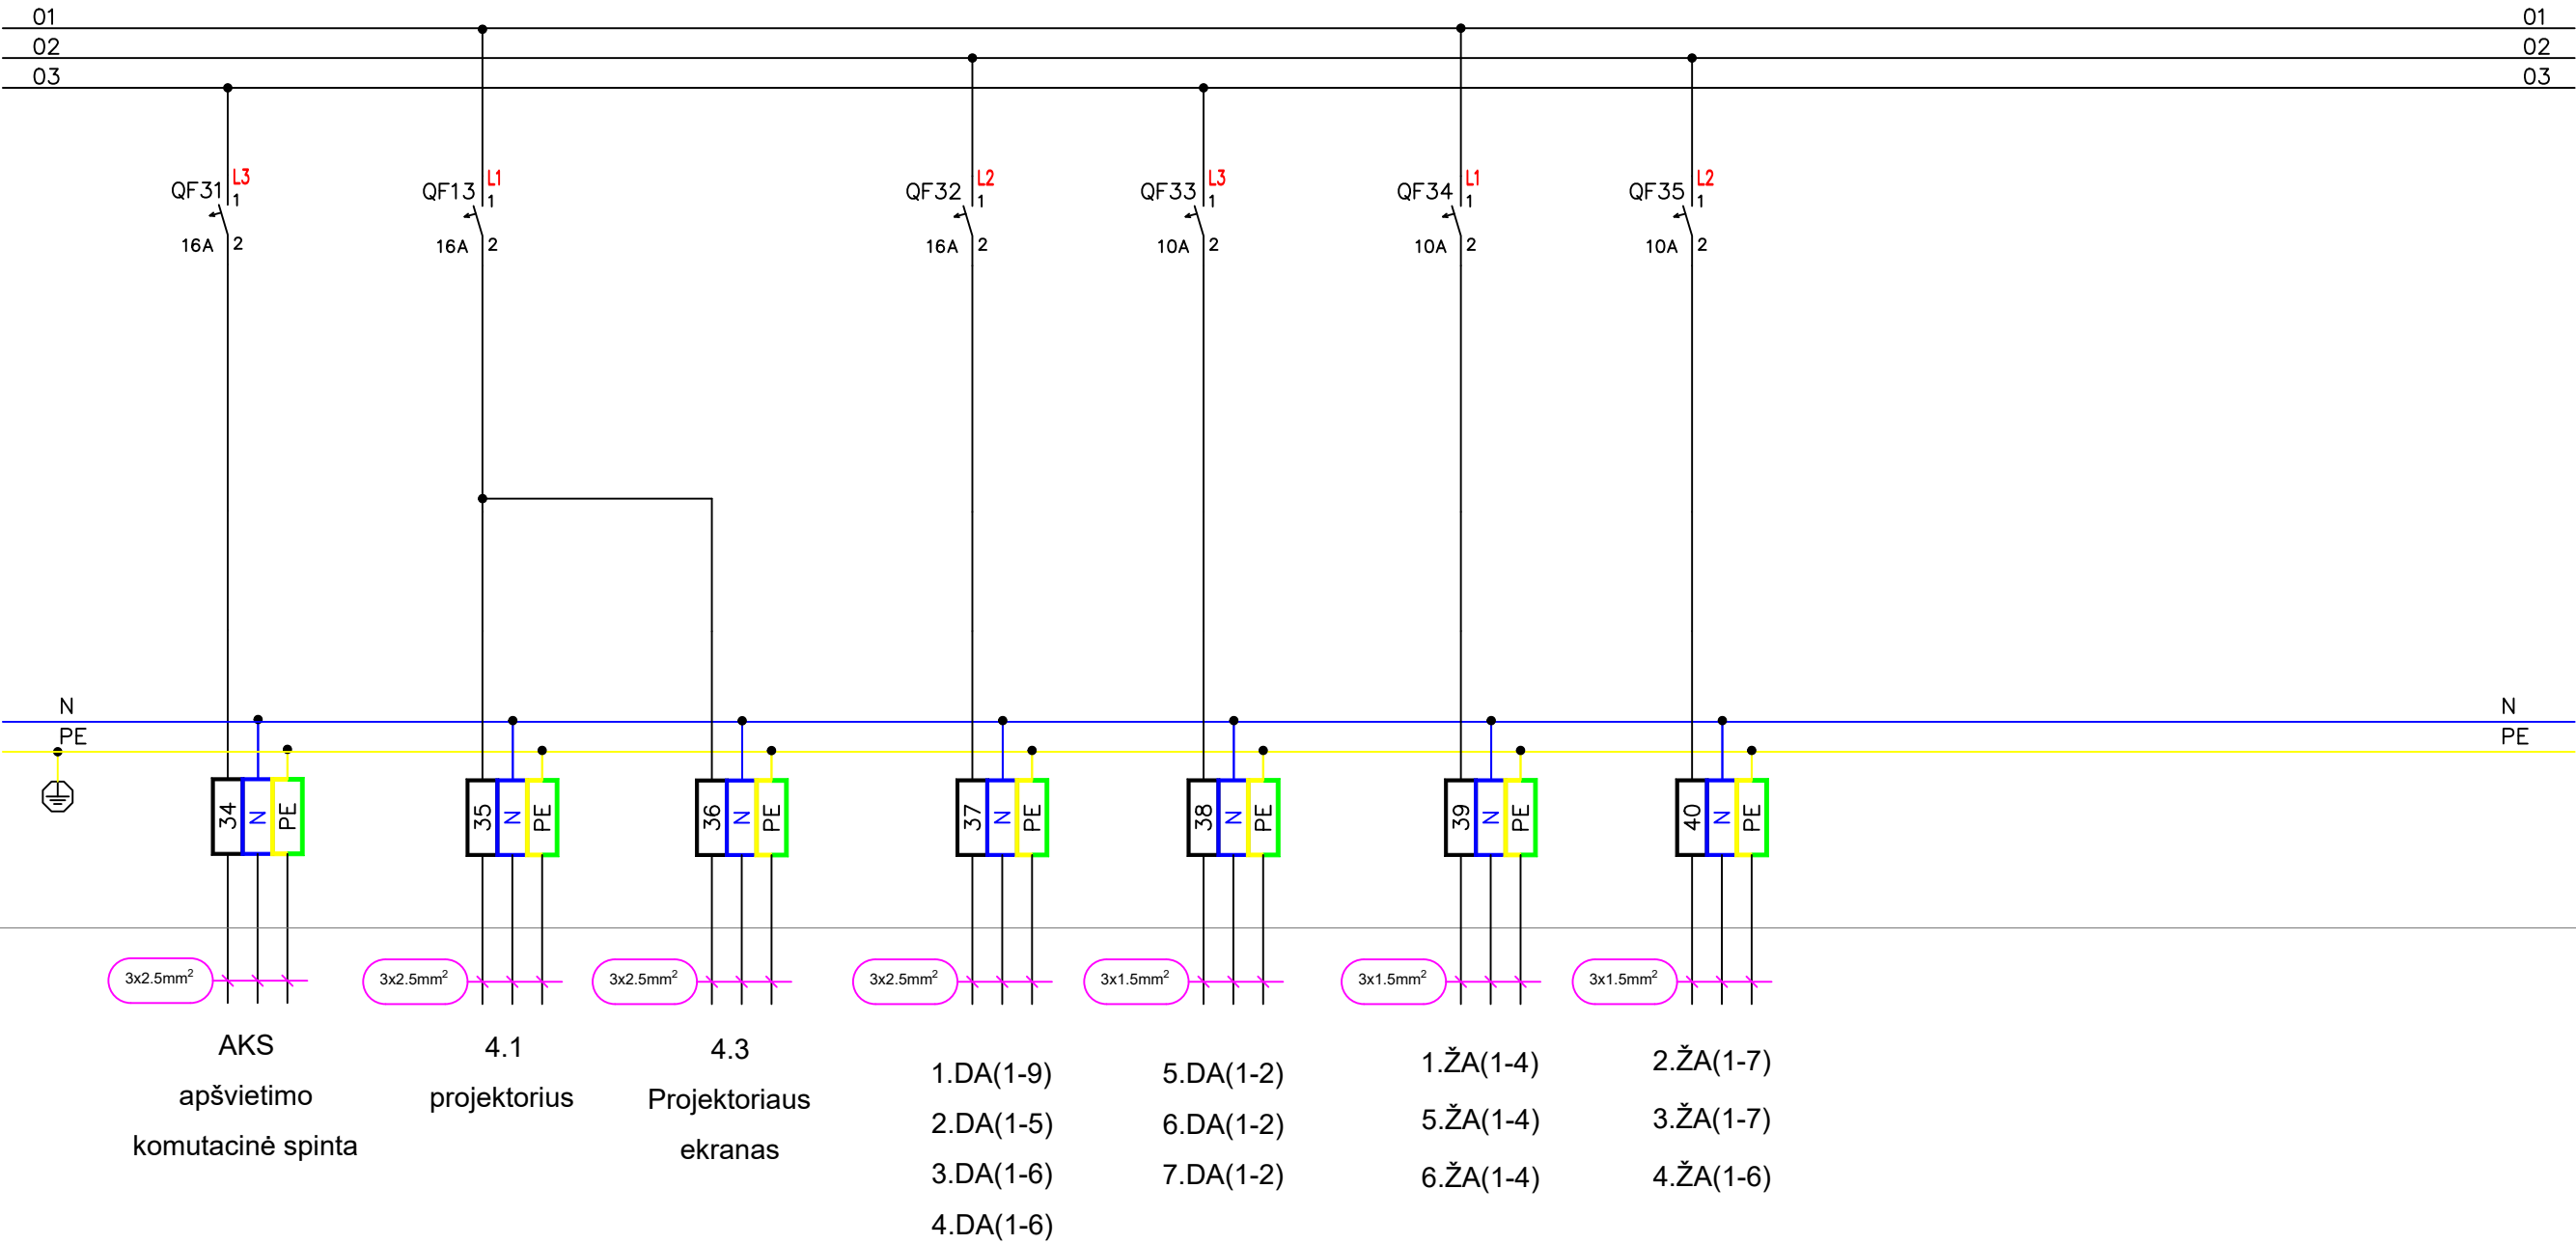 01 01
02 02
03 03
QF31 L3 1 16A 2
QF13 L1 1 16A 2
QF32 L2 1 16A 2
QF33 L3 1 10A 2
QF34 L1 1 10A 2
QF35 L2 1 10A 2
N N
PE PE
34 N PE
35 N PE
36 N PE
37 N PE
38 N PE
39 N PE
40 N PE
3x2.5mm²
3x2.5mm²
3x2.5mm²
3x2.5mm²
3x1.5mm²
3x1.5mm²
3x1.5mm²
AKS
apšvietimo
komutacinė spinta
4.1
projektorius
4.3
Projektoriaus
ekranas
1.DA(1-9)
2.DA(1-5)
3.DA(1-6)
4.DA(1-6)
5.DA(1-2)
6.DA(1-2)
7.DA(1-2)
1.ŽA(1-4)
5.ŽA(1-4)
6.ŽA(1-4)
2.ŽA(1-7)
3.ŽA(1-7)
4.ŽA(1-6)